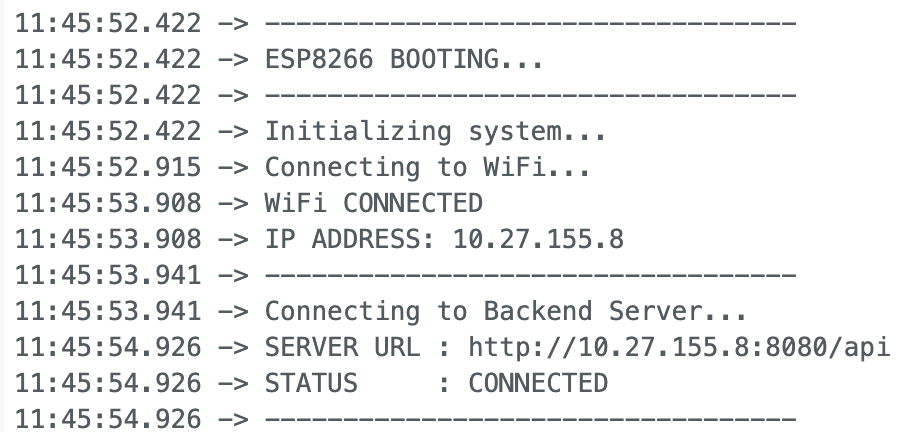 11:45:52.422 -> ----------------------------------
11:45:52.422 -> ESP8266 BOOTING...
11:45:52.422 -> ----------------------------------
11:45:52.422 -> Initializing system...
11:45:52.915 -> Connecting to WiFi...
11:45:53.908 -> WiFi CONNECTED
11:45:53.908 -> IP ADDRESS: 10.27.155.8
11:45:53.941 -> ----------------------------------
11:45:53.941 -> Connecting to Backend Server...
11:45:54.926 -> SERVER URL : http://10.27.155.8:8080/api
11:45:54.926 -> STATUS     : CONNECTED
11:45:54.926 -> ----------------------------------